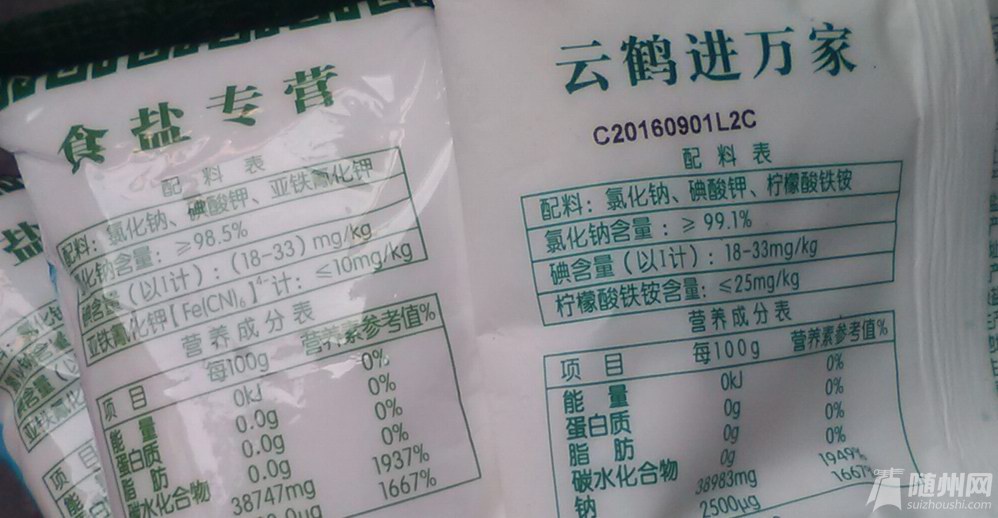 食盐专营
配料表
配料：氯化钠、碘酸钾、亚铁氰化钾
化钠含量：≥98.5%
碘含量（以I计）：(18-33) mg/kg
亚铁氰化钾【Fe(CN)₆】⁴⁻计：≤10mg/kg
营养成分表
项目 每100g 营养素参考值%
能量 0kJ 0%
蛋白质 0.0g 0%
脂肪 0.0g 0%
碳水化合物 0.0g 0%
38747mg 1937%
1667%
云鹤进万家
C20160901L2C
配料表
配料：氯化钠、碘酸钾、柠檬酸铁铵
氯化钠含量：≥99.1%
碘含量（以I计）：18-33mg/kg
柠檬酸铁铵含量：≤25mg/kg
营养成分表
项目 每100g 营养素参考值%
能量 0kJ 0%
蛋白质 0g 0%
脂肪 0g 0%
碳水化合物 0g 0%
钠 38983mg 1949%
2500μg 1667%
盐
项目
随州网
suizhoushi.com